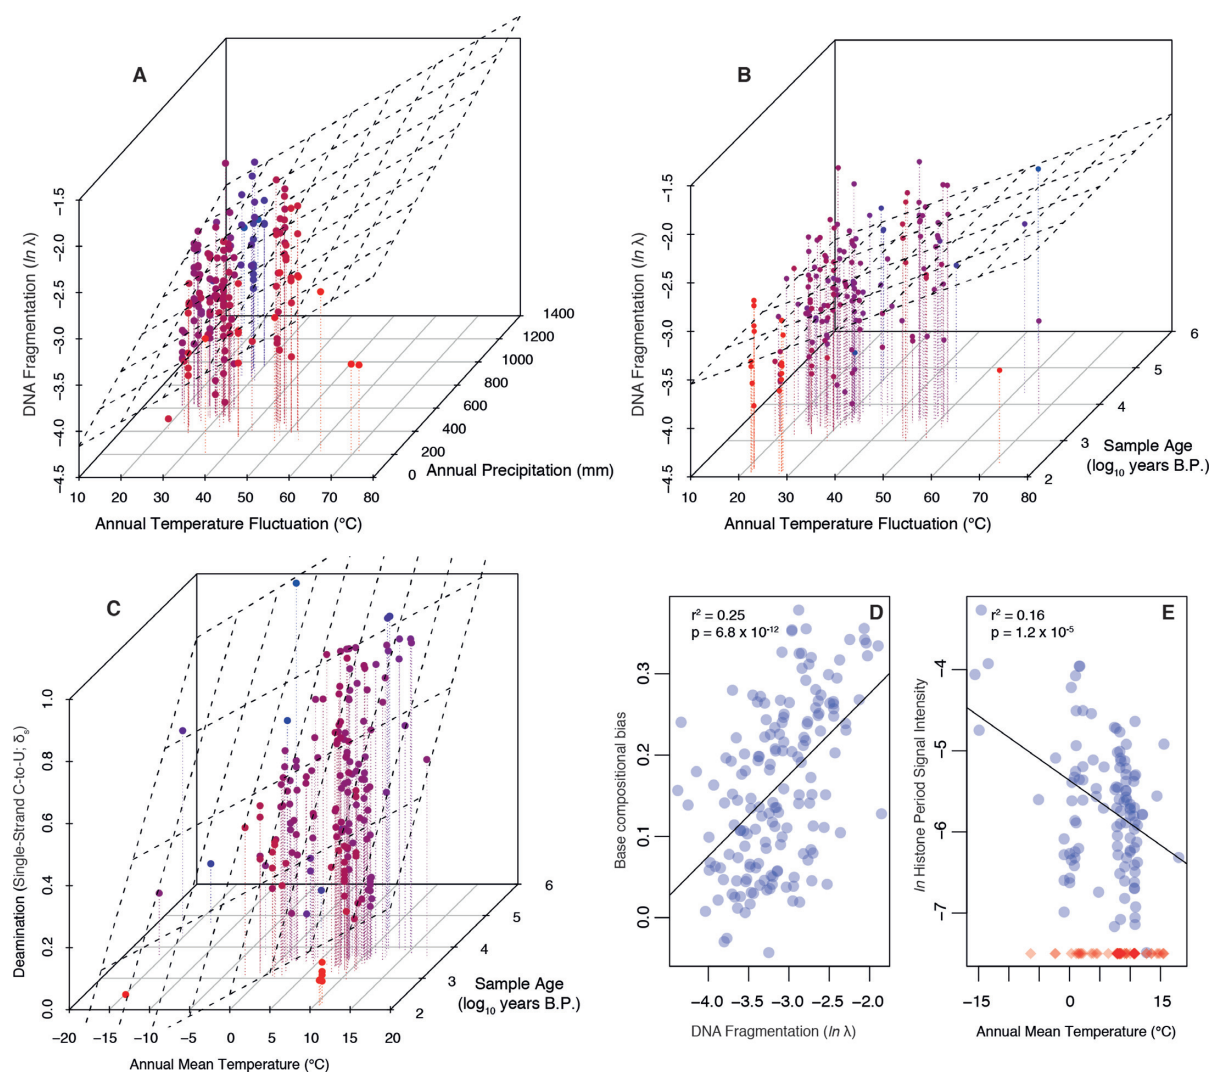 A
DNA Fragmentation (ln λ)
−1.5
−2.0
−2.5
−3.0
−3.5
−4.0
−4.5
1400
1200
1000
800
600
400
200
0
Annual Precipitation (mm)
10 20 30 40 50 60 70 80
Annual Temperature Fluctuation (°C)
B
DNA Fragmentation (ln λ)
−1.5
−2.0
−2.5
−3.0
−3.5
−4.0
−4.5
6
5
4
3
2
Sample Age
(log10 years B.P.)
10 20 30 40 50 60 70 80
Annual Temperature Fluctuation (°C)
C
Deamination (Single-Strand C-to-U; δs)
1.0
0.8
0.6
0.4
0.2
0.0
6
5
4
3
2
Sample Age
(log10 years B.P.)
−20 −15 −10 −5 0 5 10 15 20
Annual Mean Temperature (°C)
D
r² = 0.25
p = 6.8 x 10⁻¹²
Base compositional bias
0.3
0.2
0.1
0.0
−4.0 −3.5 −3.0 −2.5 −2.0
DNA Fragmentation (ln λ)
E
r² = 0.16
p = 1.2 x 10⁻⁵
ln Histone Period Signal Intensity
−4
−5
−6
−7
−15 0 15
Annual Mean Temperature (°C)